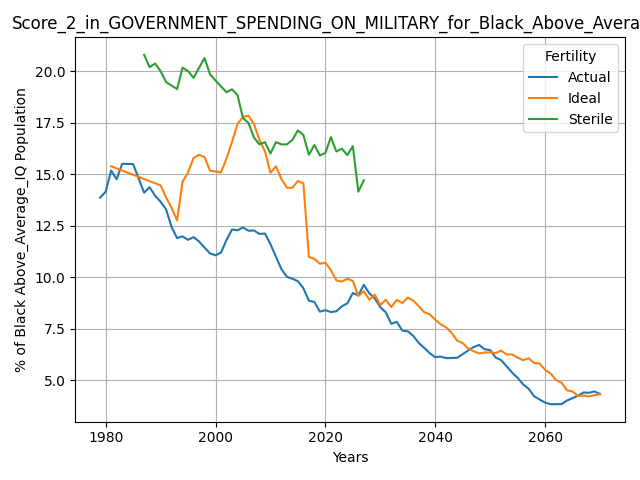 Score_2_in_GOVERNMENT_SPENDING_ON_MILITARY_for_Black_Above_Avera
% of Black Above_Average_IQ Population
20.0
17.5
15.0
12.5
10.0
7.5
5.0
Fertility
Actual
Ideal
Sterile
1980 2000 2020 2040 2060
Years